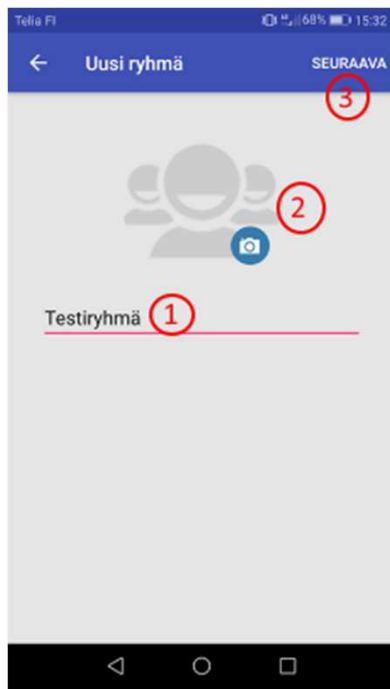 Telia FI 68% 15:32
Uusi ryhmä SEURAAVA
3
2
Testiryhmä 1